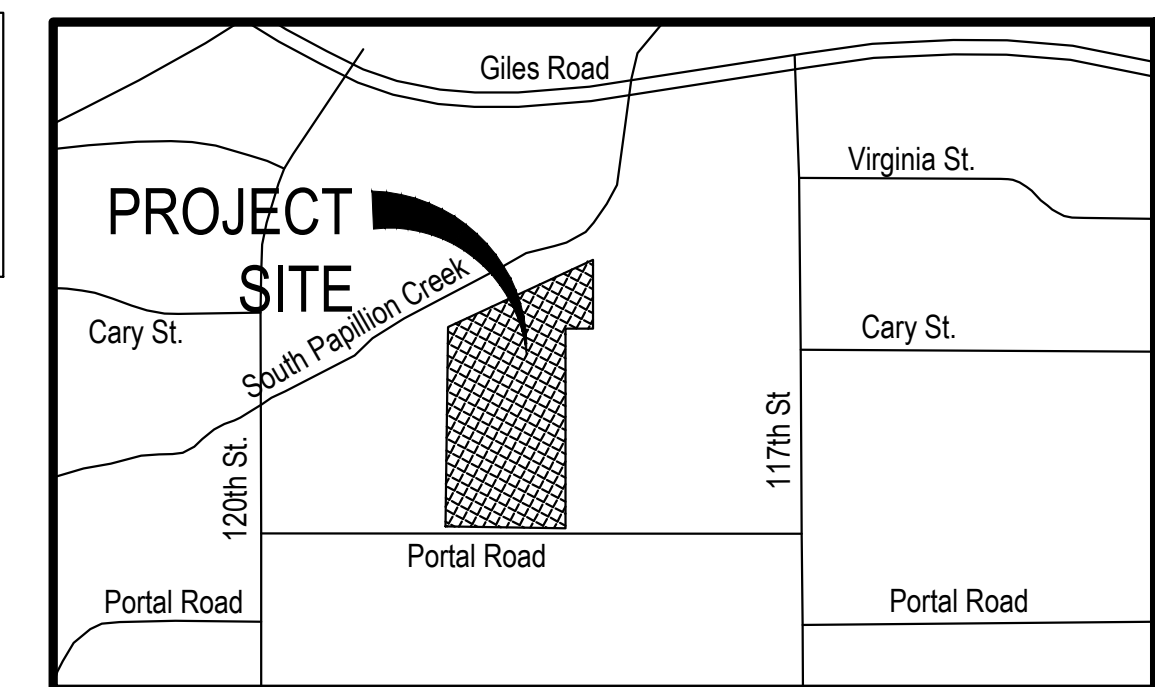 Giles Road
Virginia St.
PROJECT
SITE
South Papillion Creek
Cary St.
Cary St.
120th St.
117th St
Portal Road
Portal Road
Portal Road